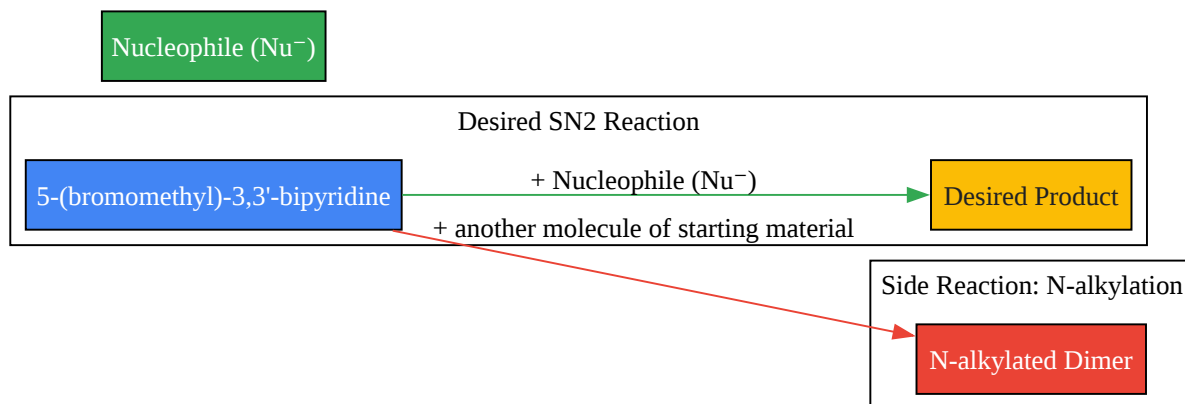 Nucleophile (Nu⁻)
Desired SN2 Reaction
5-(bromomethyl)-3,3'-bipyridine
+ Nucleophile (Nu⁻)
Desired Product
+ another molecule of starting material
Side Reaction: N-alkylation
N-alkylated Dimer